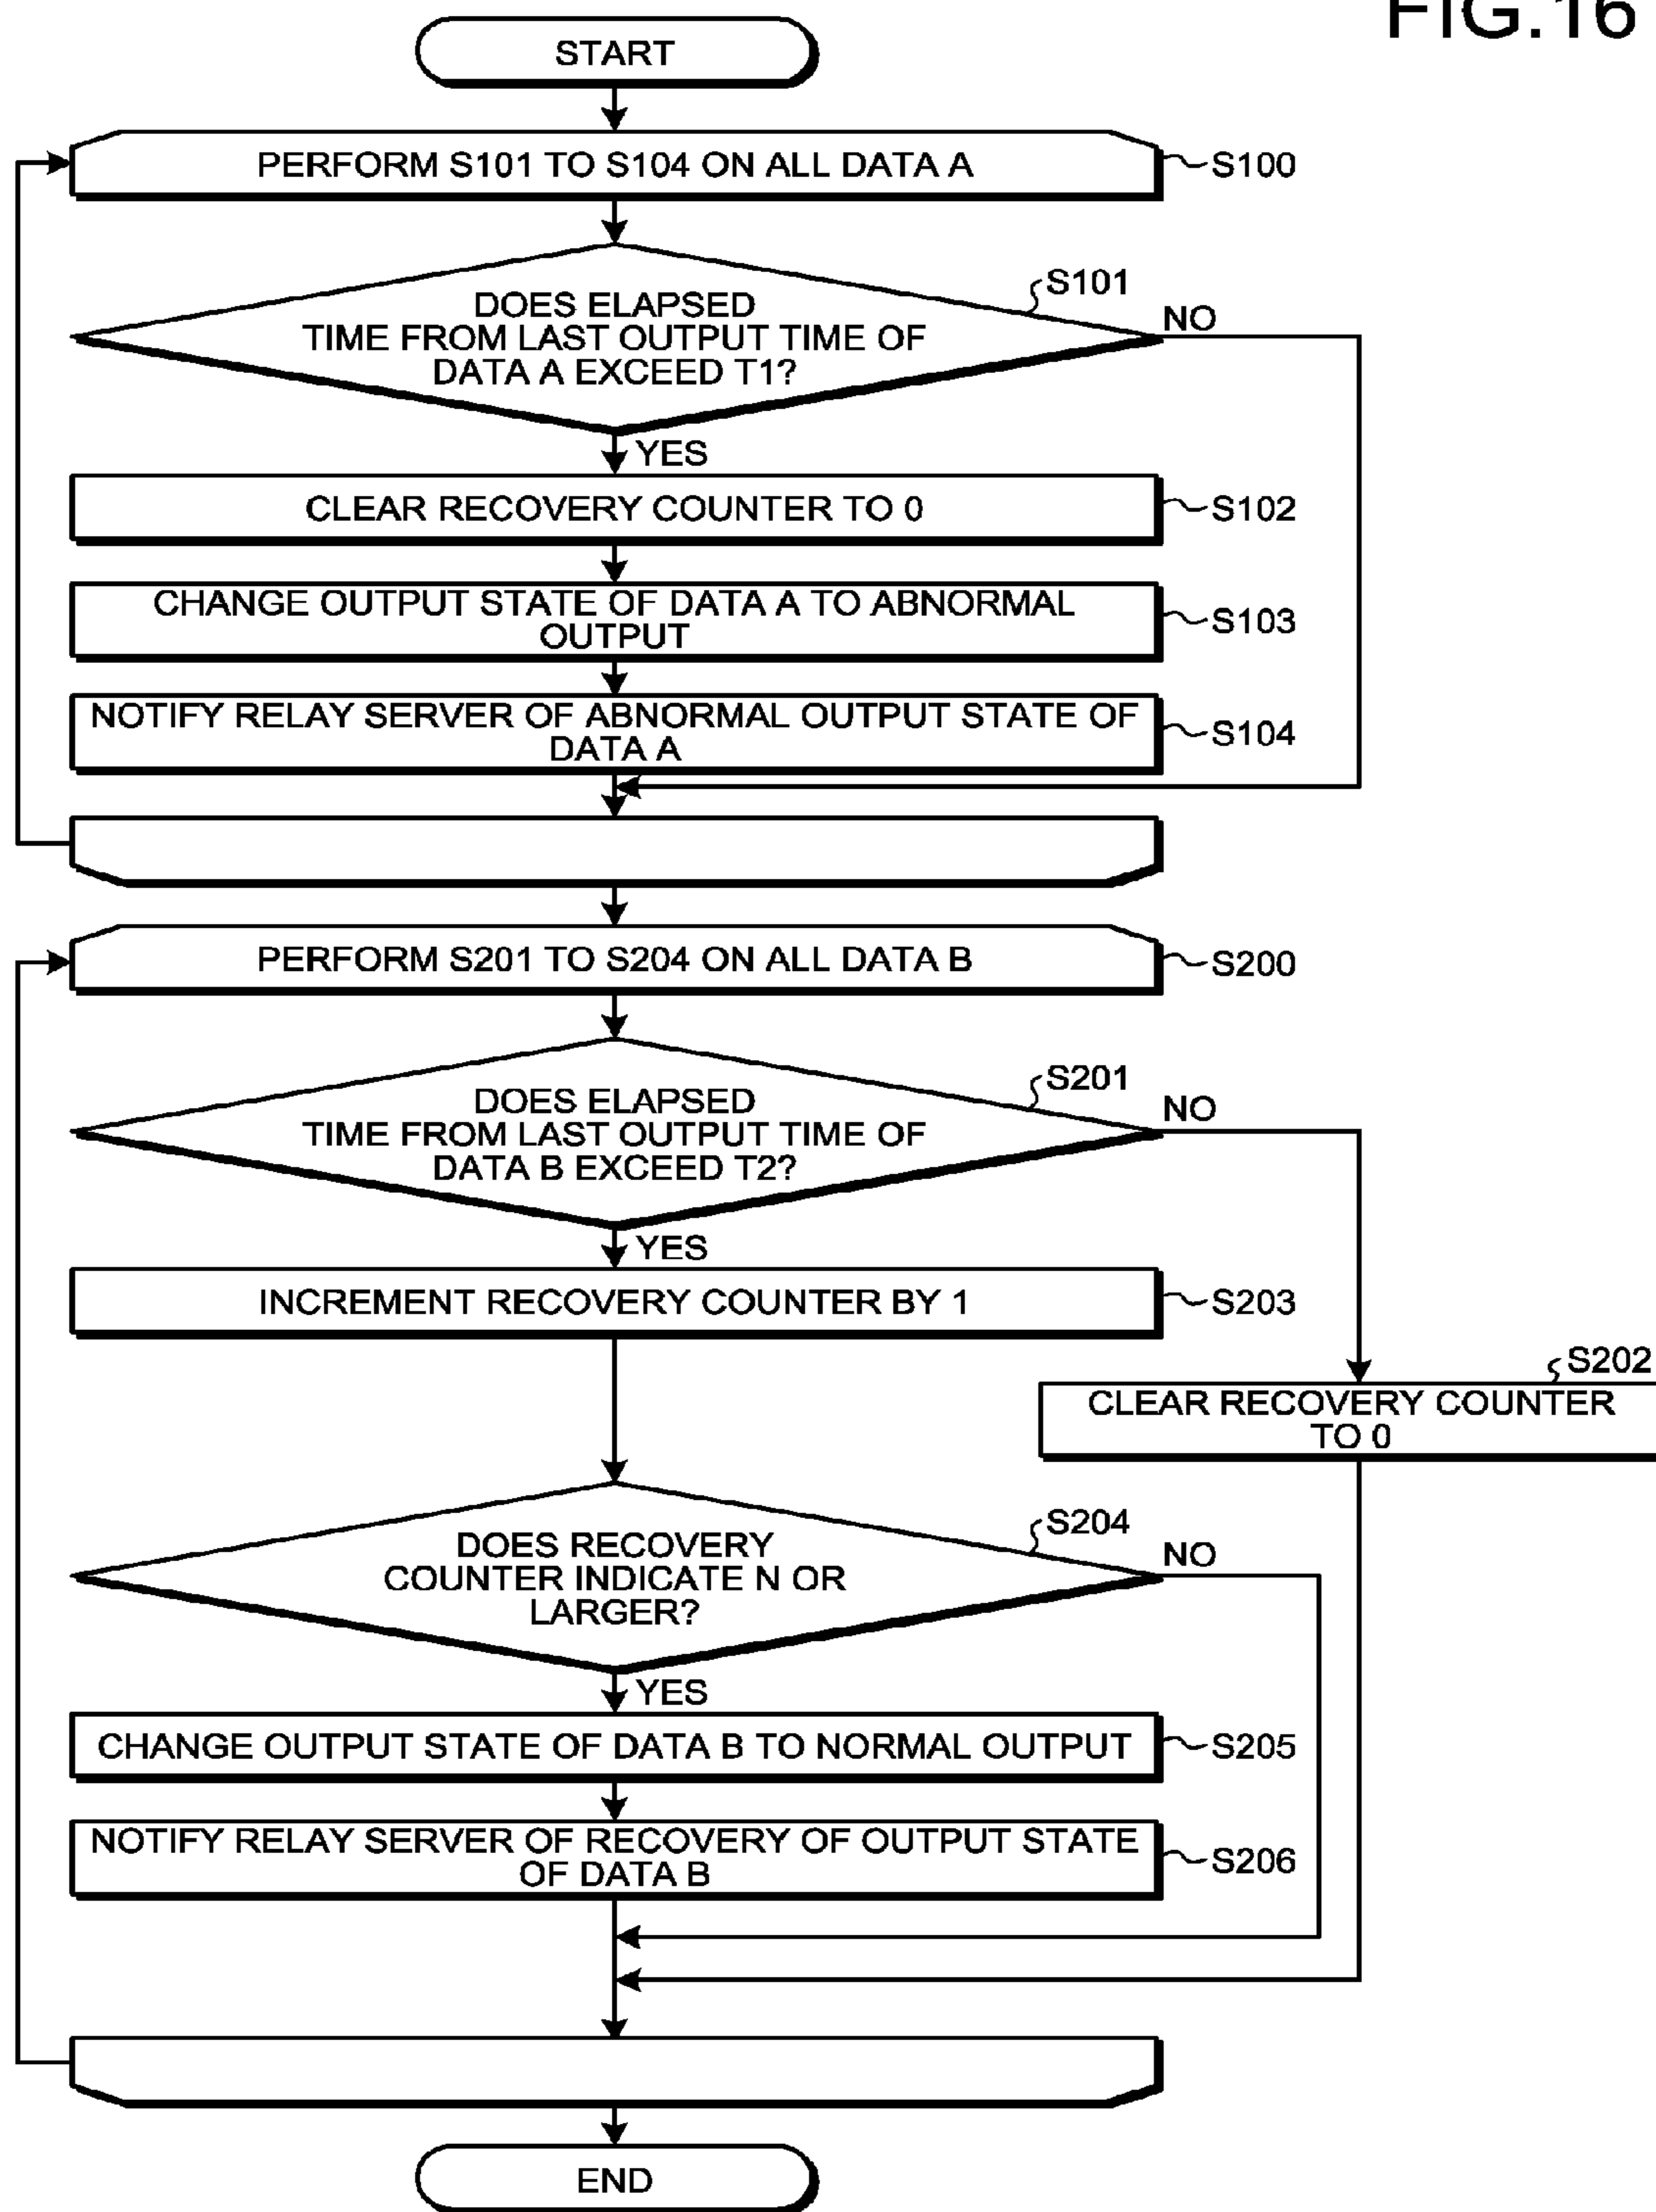 FIG.16
START
PERFORM S101 TO S104 ON ALL DATA A
S100
S101
DOES ELAPSED
TIME FROM LAST OUTPUT TIME OF
DATA A EXCEED T1?
NO
YES
CLEAR RECOVERY COUNTER TO 0
S102
CHANGE OUTPUT STATE OF DATA A TO ABNORMAL
OUTPUT
S103
NOTIFY RELAY SERVER OF ABNORMAL OUTPUT STATE OF
DATA A
S104
PERFORM S201 TO S204 ON ALL DATA B
S200
S201
DOES ELAPSED
TIME FROM LAST OUTPUT TIME OF
DATA B EXCEED T2?
NO
YES
INCREMENT RECOVERY COUNTER BY 1
S203
S202
CLEAR RECOVERY COUNTER
TO 0
S204
DOES RECOVERY
COUNTER INDICATE N OR
LARGER?
NO
YES
CHANGE OUTPUT STATE OF DATA B TO NORMAL OUTPUT
S205
NOTIFY RELAY SERVER OF RECOVERY OF OUTPUT STATE
OF DATA B
S206
END